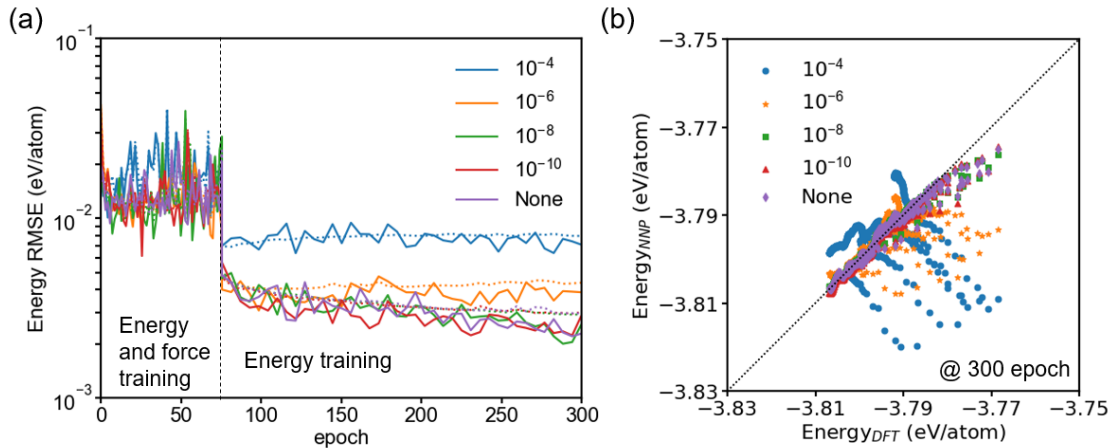 (a)
Energy RMSE (eV/atom)
10⁻¹
10⁻²
10⁻³
0 50 100 150 200 250 300
epoch
10⁻⁴
10⁻⁶
10⁻⁸
10⁻¹⁰
None
Energy
and force
training
Energy training
(b)
Energy_NNP (eV/atom)
−3.75
−3.77
−3.79
−3.81
−3.83
−3.83 −3.81 −3.79 −3.77 −3.75
Energy_DFT (eV/atom)
10⁻⁴
10⁻⁶
10⁻⁸
10⁻¹⁰
None
@ 300 epoch